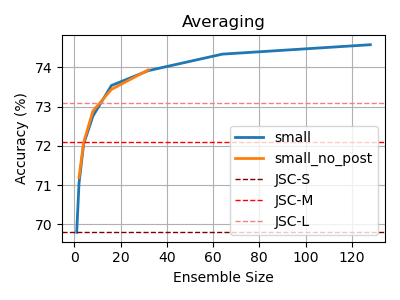 Averaging
Accuracy (%)
74
73
72
71
70
small
small_no_post
JSC-S
JSC-M
JSC-L
0 20 40 60 80 100 120
Ensemble Size